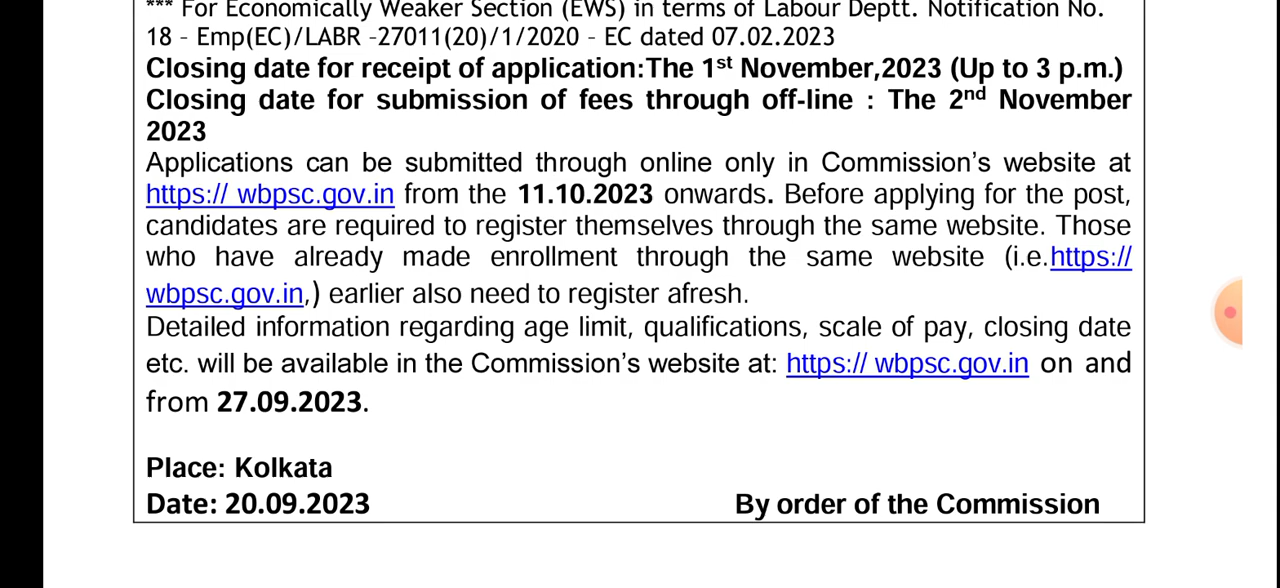 *** For Economically Weaker Section (EWS) in terms of Labour Deptt. Notification No.
18 - Emp(EC)/LABR -27011(20)/1/2020 - EC dated 07.02.2023
Closing date for receipt of application:The 1st November,2023 (Up to 3 p.m.)
Closing date for submission of fees through off-line : The 2nd November
2023
Applications can be submitted through online only in Commission's website at
https:// wbpsc.gov.in from the 11.10.2023 onwards. Before applying for the post,
candidates are required to register themselves through the same website. Those
who have already made enrollment through the same website (i.e.https://
wbpsc.gov.in,) earlier also need to register afresh.
Detailed information regarding age limit, qualifications, scale of pay, closing date
etc. will be available in the Commission's website at: https:// wbpsc.gov.in on and
from 27.09.2023.
Place: Kolkata
Date: 20.09.2023 By order of the Commission